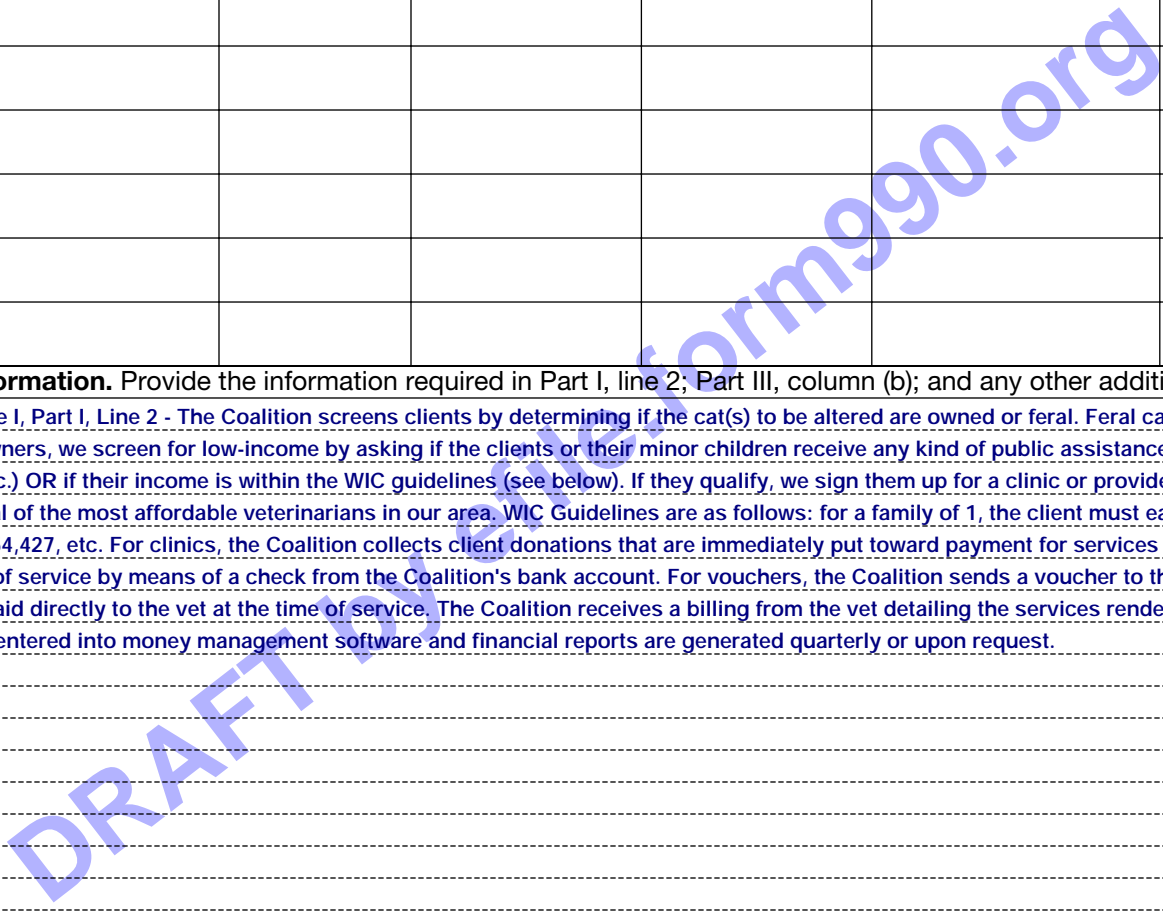 ormation. Provide the information required in Part I, line 2; Part III, column (b); and any other additi
e I, Part I, Line 2 - The Coalition screens clients by determining if the cat(s) to be altered are owned or feral. Feral ca
wners, we screen for low-income by asking if the clients or their minor children receive any kind of public assistance
c.) OR if their income is within the WIC guidelines (see below). If they qualify, we sign them up for a clinic or provide
l of the most affordable veterinarians in our area. WIC Guidelines are as follows: for a family of 1, the client must ea
4,427, etc. For clinics, the Coalition collects client donations that are immediately put toward payment for services
of service by means of a check from the Coalition's bank account. For vouchers, the Coalition sends a voucher to th
aid directly to the vet at the time of service. The Coalition receives a billing from the vet detailing the services rende
entered into money management software and financial reports are generated quarterly or upon request.
DRAFT by efile.form990.org